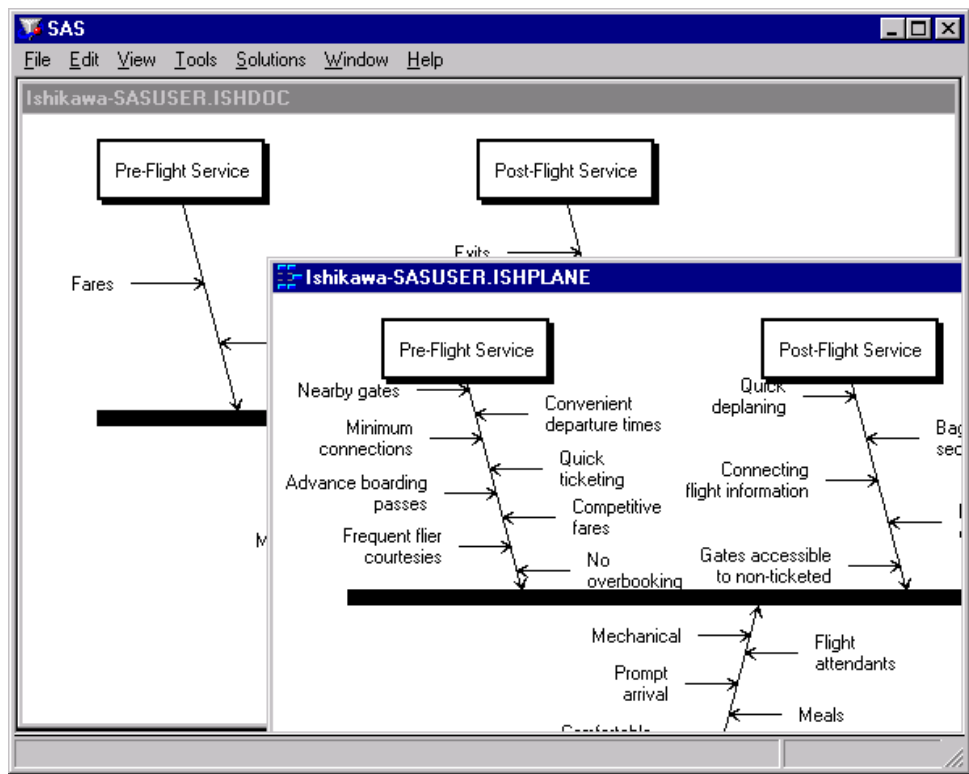 SAS
File Edit View Tools Solutions Window Help
Ishikawa-SASUSER.ISHDOC
Pre-Flight Service
Post-Flight Service
Exits
Fares
Ishikawa-SASUSER.ISHPLANE
Pre-Flight Service
Post-Flight Service
Nearby gates
Convenient
departure times
Minimum
connections
Quick
ticketing
Advance boarding
passes
Competitive
fares
Frequent flier
courtesies
No
overbooking
Quick
deplaning
Connecting
flight information
Gates accessible
to non-ticketed
Mechanical
Flight
attendants
Prompt
arrival
Meals
Comfortable